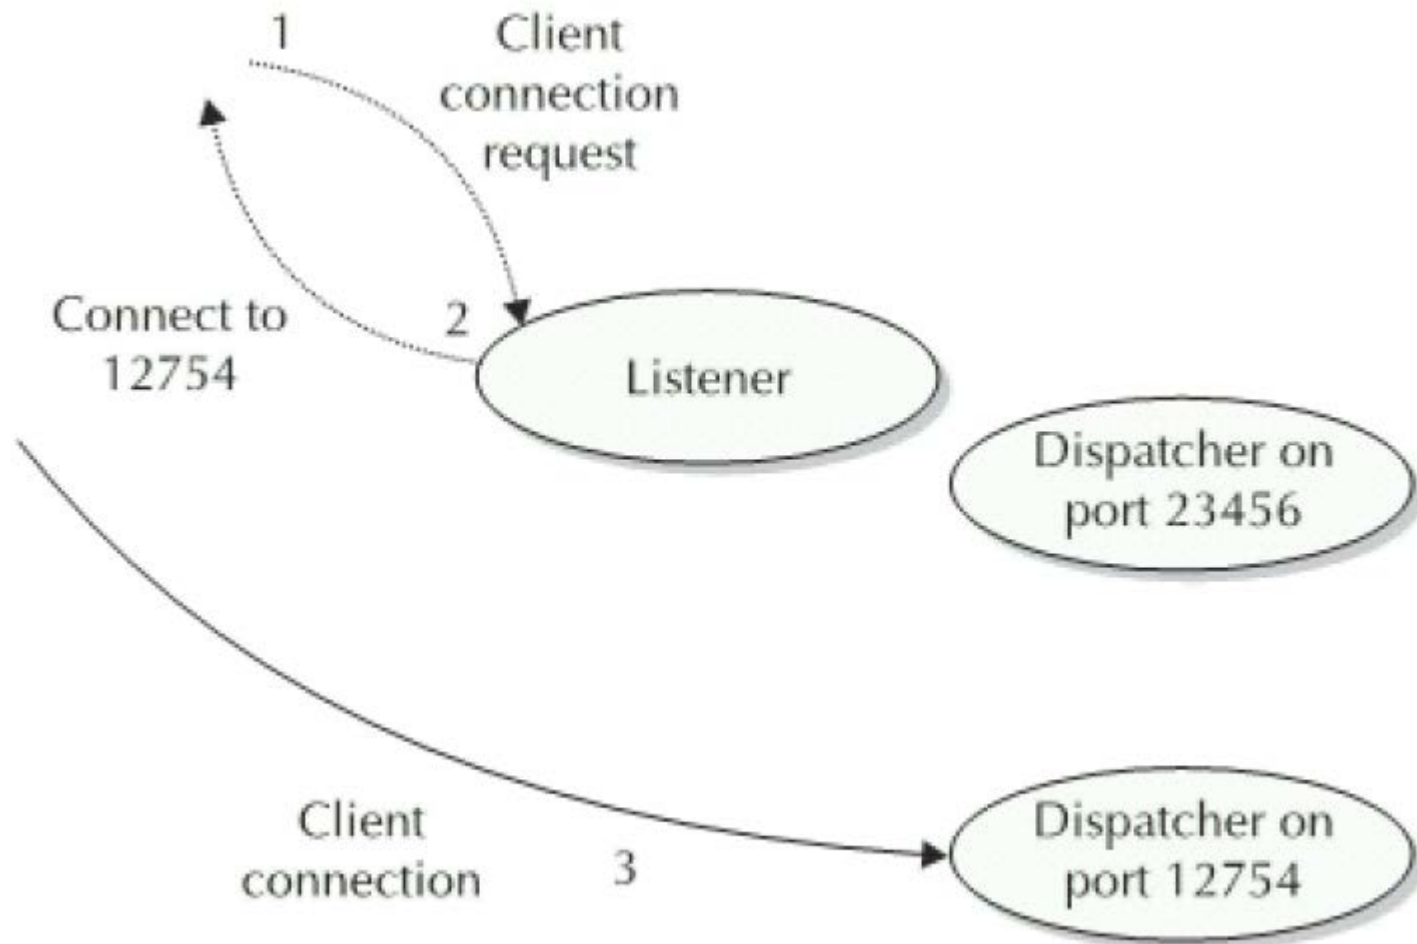 1
Client
connection
request
Connect to
12754
2
Listener
Dispatcher on
port 23456
Client
connection
3
Dispatcher on
port 12754